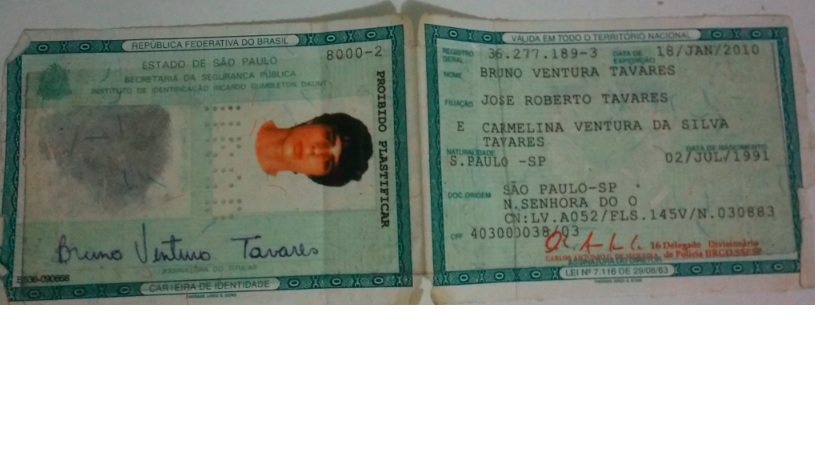 REPÚBLICA FEDERATIVA DO BRASIL
ESTADO DE SÃO PAULO
8000-2
SECRETARIA DA SEGURANÇA PÚBLICA
INSTITUTO DE IDENTIFICAÇÃO RICARDO GUMBLETON DAUNT
PROIBIDO PLASTIFICAR
Bruno Ventura Tavares
ASSINATURA DO TITULAR
CARTEIRA DE IDENTIDADE
VÁLIDA EM TODO O TERRITÓRIO NACIONAL
REGISTRO GERAL 36.277.189-3 DATA DE EXPEDIÇÃO 18/JAN/2010
NOME BRUNO VENTURA TAVARES
FILIAÇÃO JOSE ROBERTO TAVARES
E CARMELINA VENTURA DA SILVA
TAVARES
NATURALIDADE DATA DE NASCIMENTO
S.PAULO -SP 02/JUL/1991
DOC ORIGEM SÃO PAULO-SP
N.SENHORA DO O
CN:LV.A052/FLS.145V/N.030883
CPF 403000038/03
16 Delegado Divisionário
de Polícia IIRGD.SSP.SP
LEI Nº 7.116 DE 29/08/83